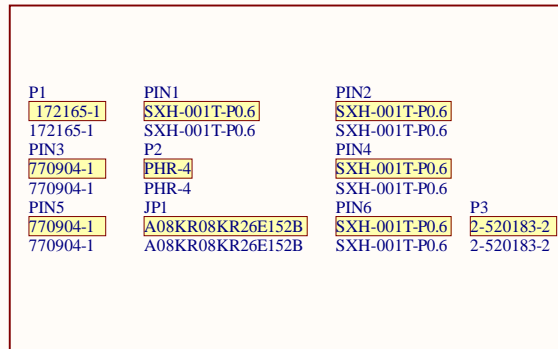 P1 PIN1 PIN2
172165-1 SXH-001T-P0.6 SXH-001T-P0.6
172165-1 SXH-001T-P0.6 SXH-001T-P0.6
PIN3 P2 PIN4
770904-1 PHR-4 SXH-001T-P0.6
770904-1 PHR-4 SXH-001T-P0.6
PIN5 JP1 PIN6 P3
770904-1 A08KR08KR26E152B SXH-001T-P0.6 2-520183-2
770904-1 A08KR08KR26E152B SXH-001T-P0.6 2-520183-2